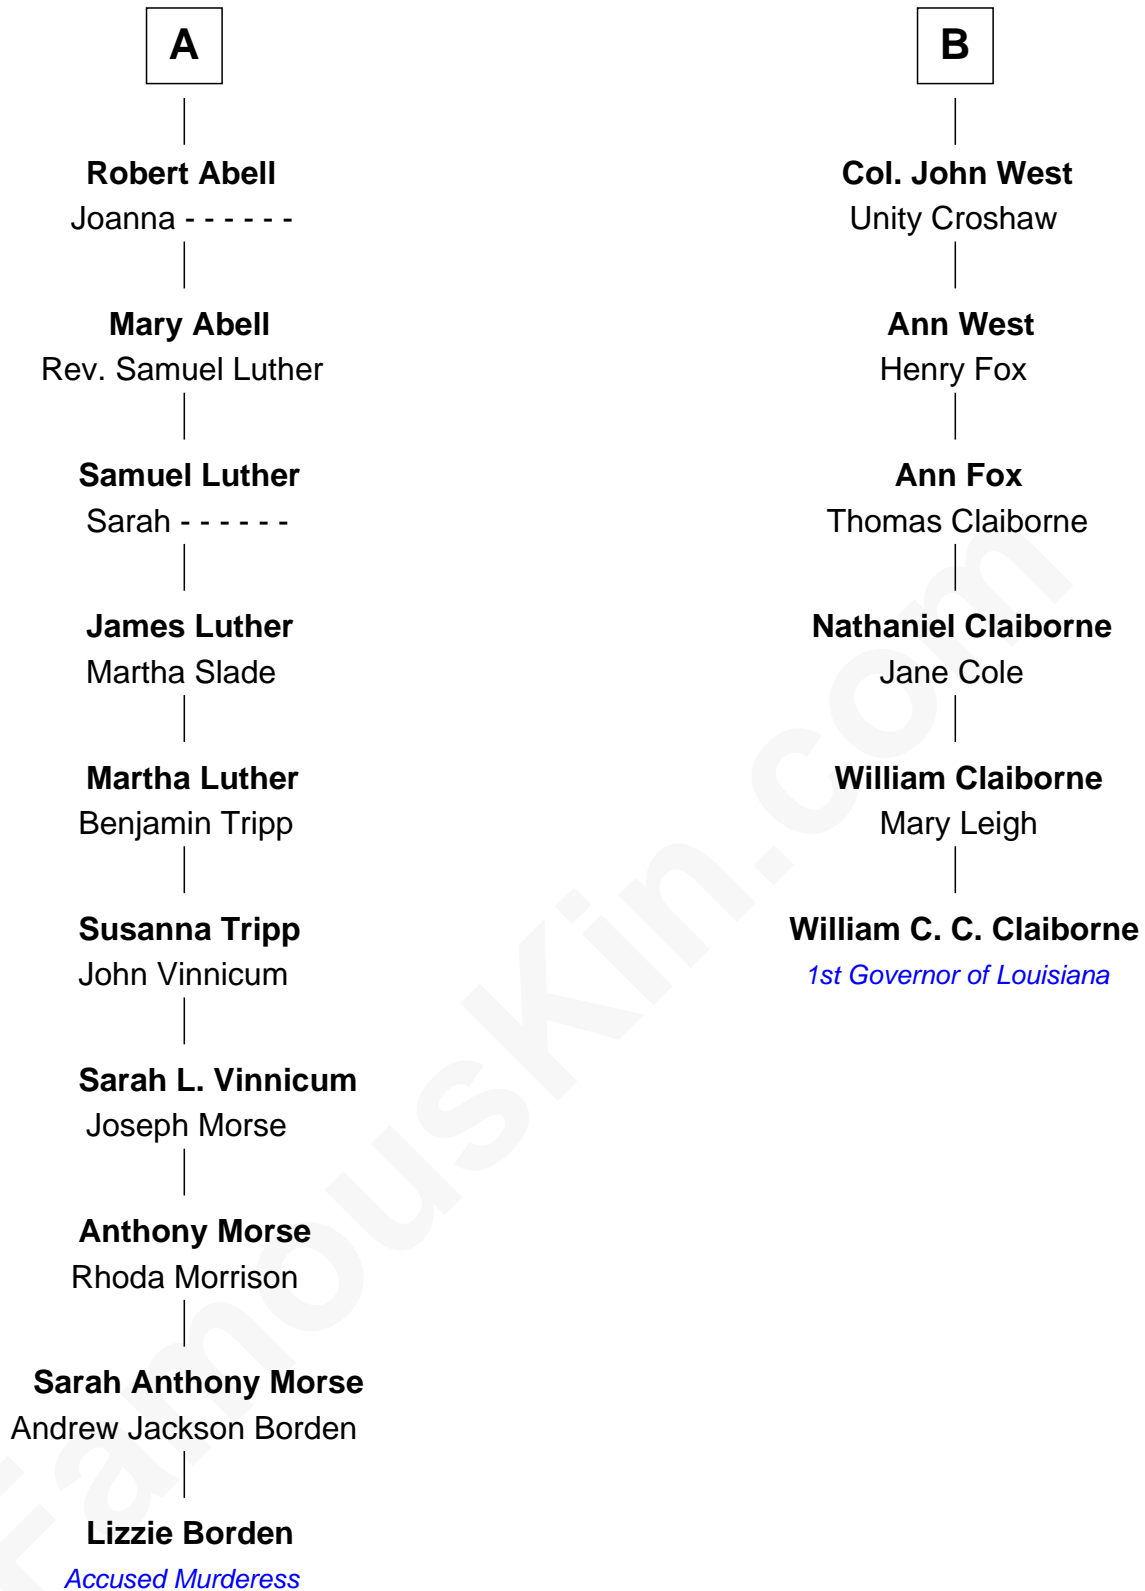 A
Robert Abell
Joanna - - - - - -
Mary Abell
Rev. Samuel Luther
Samuel Luther
Sarah - - - - - -
James Luther
Martha Slade
Martha Luther
Benjamin Tripp
Susanna Tripp
John Vinnicum
Sarah L. Vinnicum
Joseph Morse
Anthony Morse
Rhoda Morrison
Sarah Anthony Morse
Andrew Jackson Borden
Lizzie Borden
Accused Murderess
B
Col. John West
Unity Croshaw
Ann West
Henry Fox
Ann Fox
Thomas Claiborne
Nathaniel Claiborne
Jane Cole
William Claiborne
Mary Leigh
William C. C. Claiborne
1st Governor of Louisiana
FamousKin.com